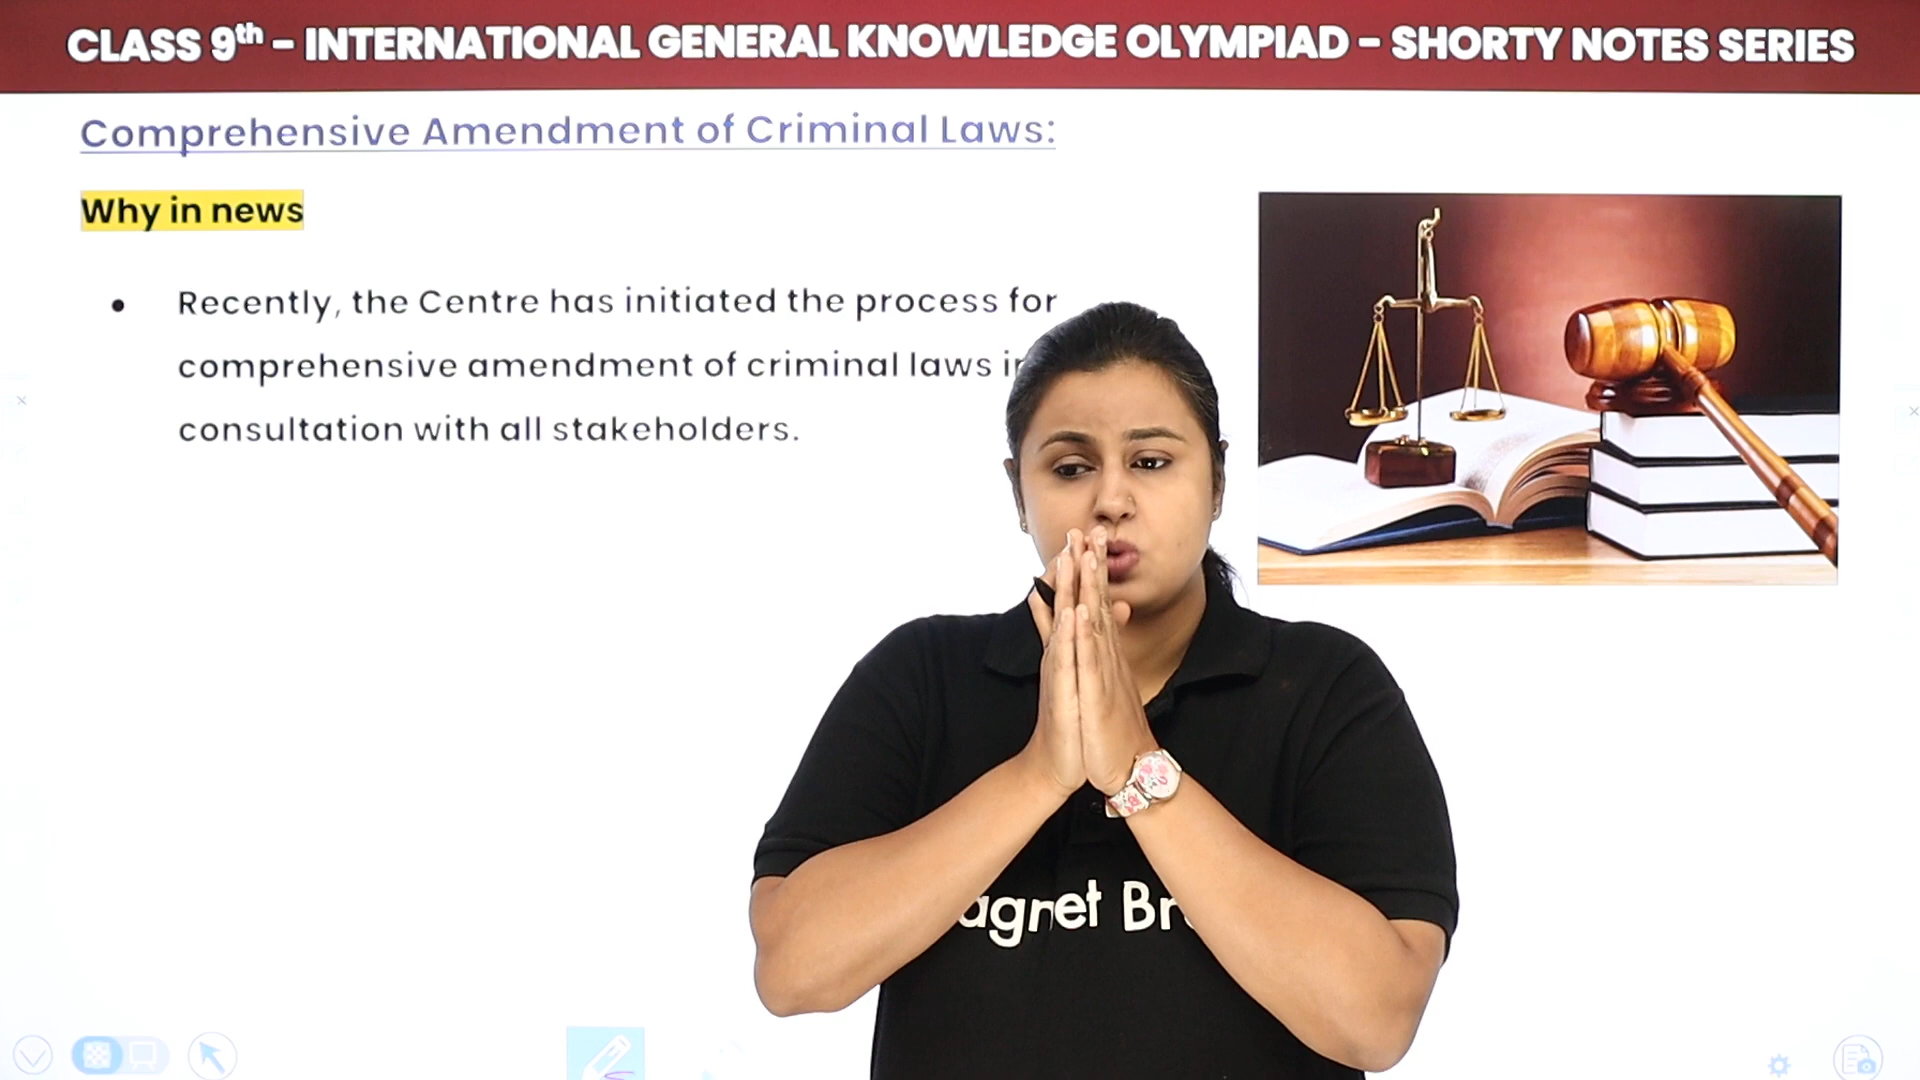 CLASS 9th - INTERNATIONAL GENERAL KNOWLEDGE OLYMPIAD - SHORTY NOTES SERIES
Comprehensive Amendment of Criminal Laws:
Why in news
• Recently, the Centre has initiated the process for
comprehensive amendment of criminal laws in
consultation with all stakeholders.
agnet Br